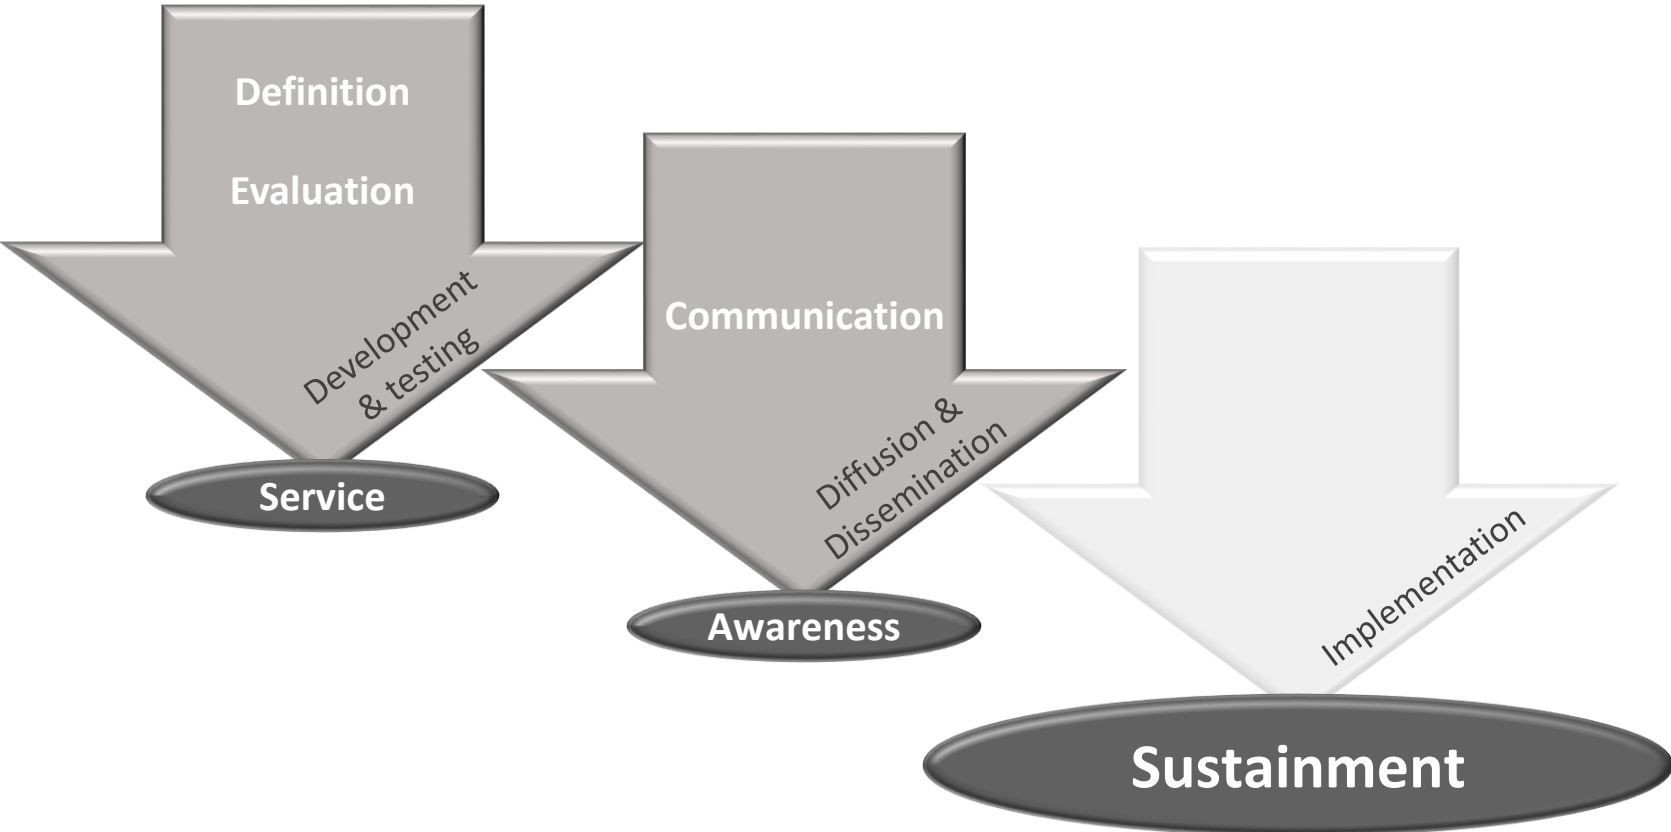 Definition
Evaluation
Development
& testing
Service
Communication
Diffusion &
Dissemination
Awareness
Implementation
Sustainment